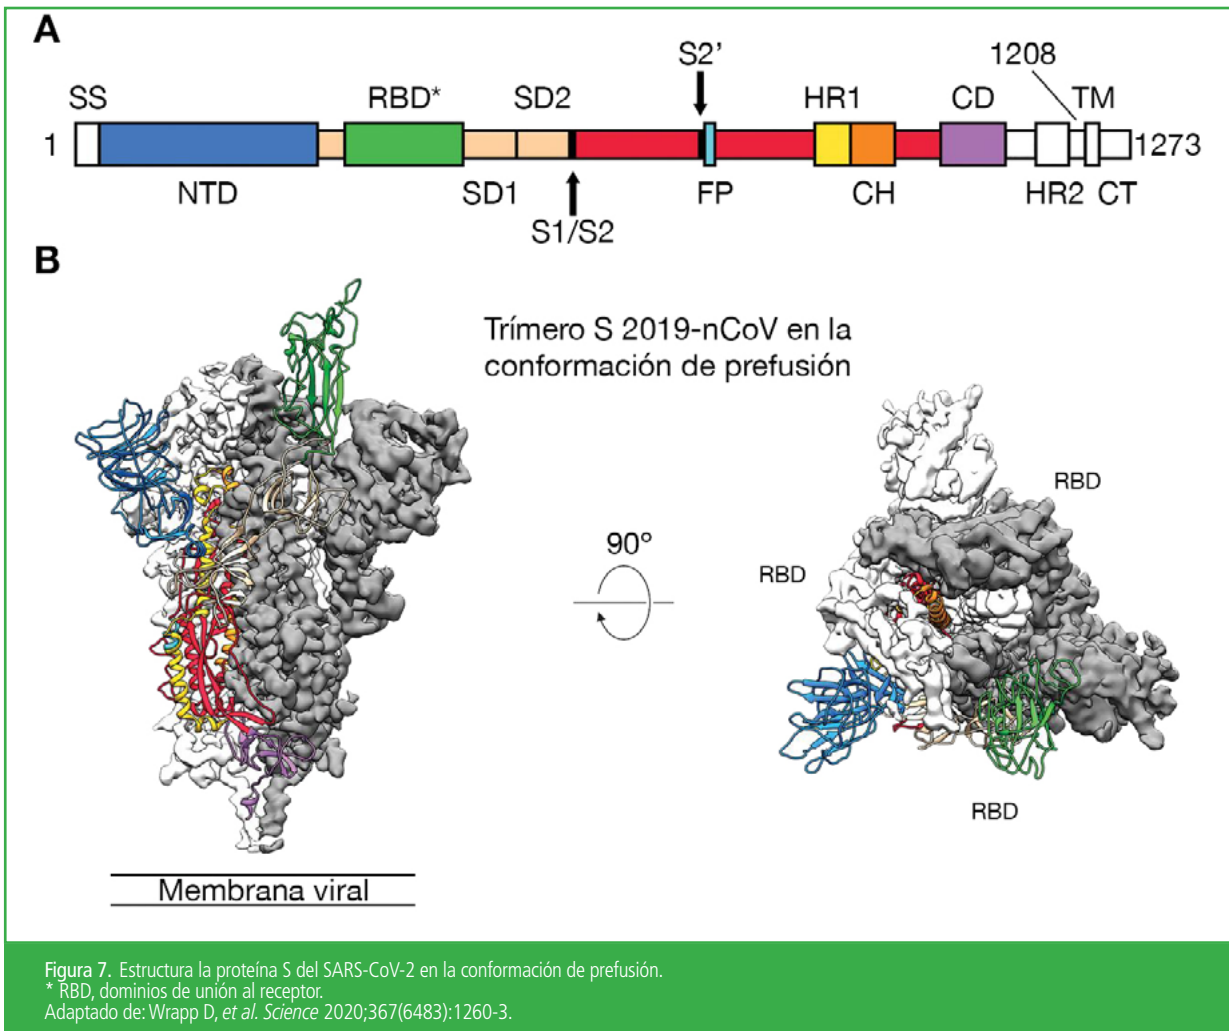 A
S2’
1208
SS
RBD*
SD2
HR1
CD
TM
1
1273
NTD
SD1
FP
CH
HR2
CT
S1/S2
B
Trímero S 2019-nCoV en la
conformación de prefusión
RBD
90°
RBD
RBD
Membrana viral
Figura 7. Estructura la proteína S del SARS-CoV-2 en la conformación de prefusión.
* RBD, dominios de unión al receptor.
Adaptado de: Wrapp D, et al. Science 2020;367(6483):1260-3.